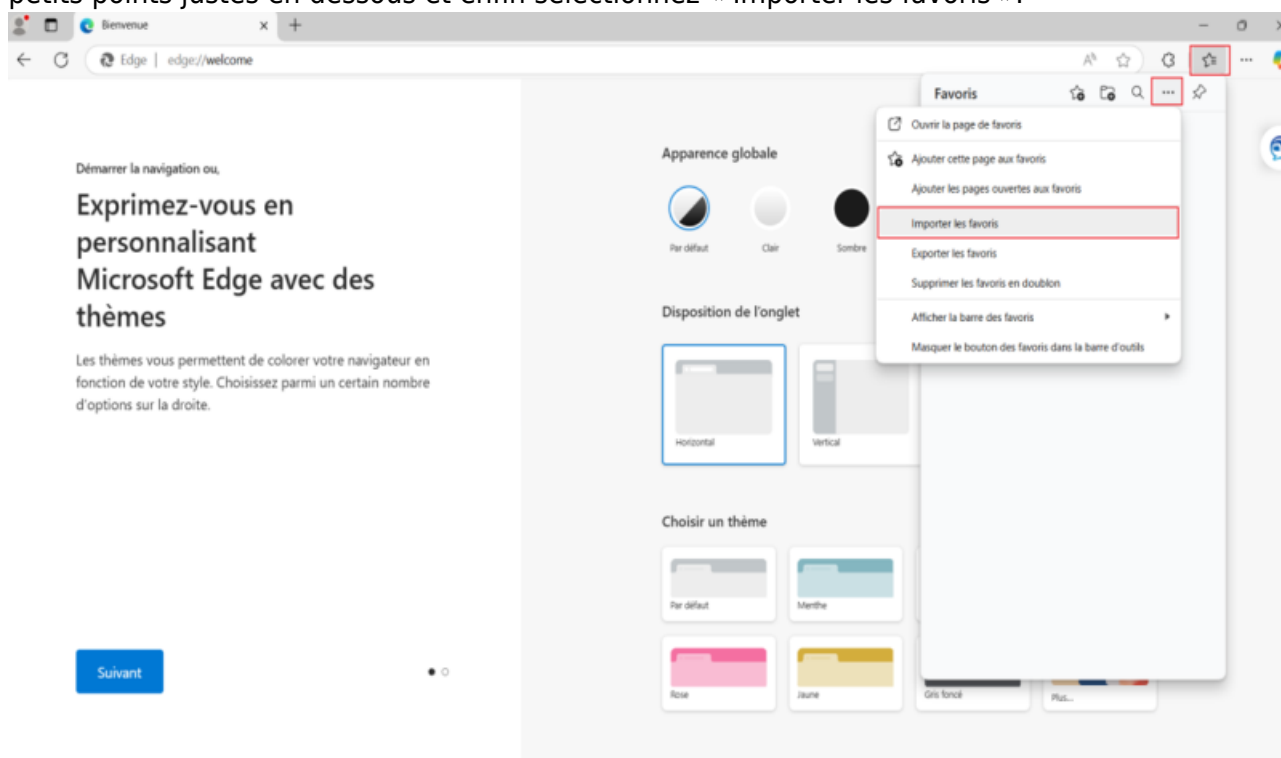 petits points justes en dessous et enfin sélectionnez « Importer les favoris ».
Bienvenue
Edge | edge://welcome
Favoris
Ouvrir la page de favoris
Ajouter cette page aux favoris
Ajouter les pages ouvertes aux favoris
Importer les favoris
Exporter les favoris
Supprimer les favoris en doublon
Afficher la barre des favoris
Masquer le bouton des favoris dans la barre d'outils
Démarrer la navigation ou,
Exprimez-vous en
personnalisant
Microsoft Edge avec des
thèmes
Les thèmes vous permettent de colorer votre navigateur en
fonction de votre style. Choisissez parmi un certain nombre
d'options sur la droite.
Suivant
Apparence globale
Par défaut Clair Sombre
Disposition de l'onglet
Horizontal Vertical
Choisir un thème
Par défaut Menthe
Rose Jaune Gris foncé Plus...